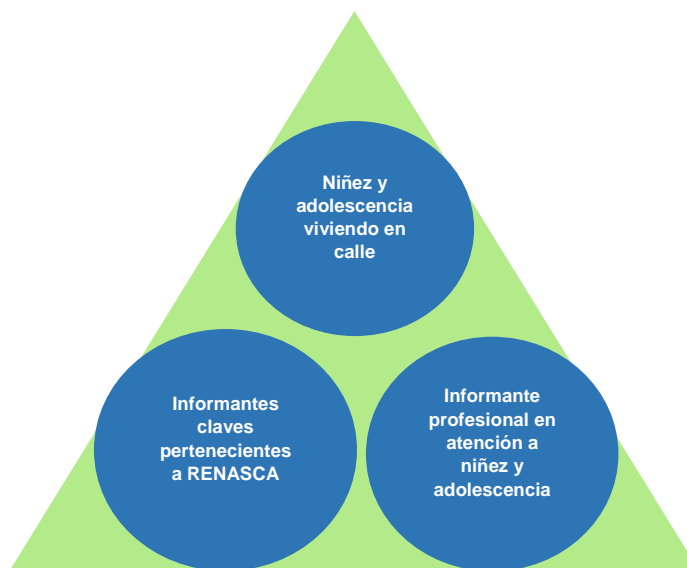 Niñez y
adolescencia
viviendo en
calle
Informantes
claves
pertenecientes
a RENASCA
Informante
profesional en
atención a
niñez y
adolescencia